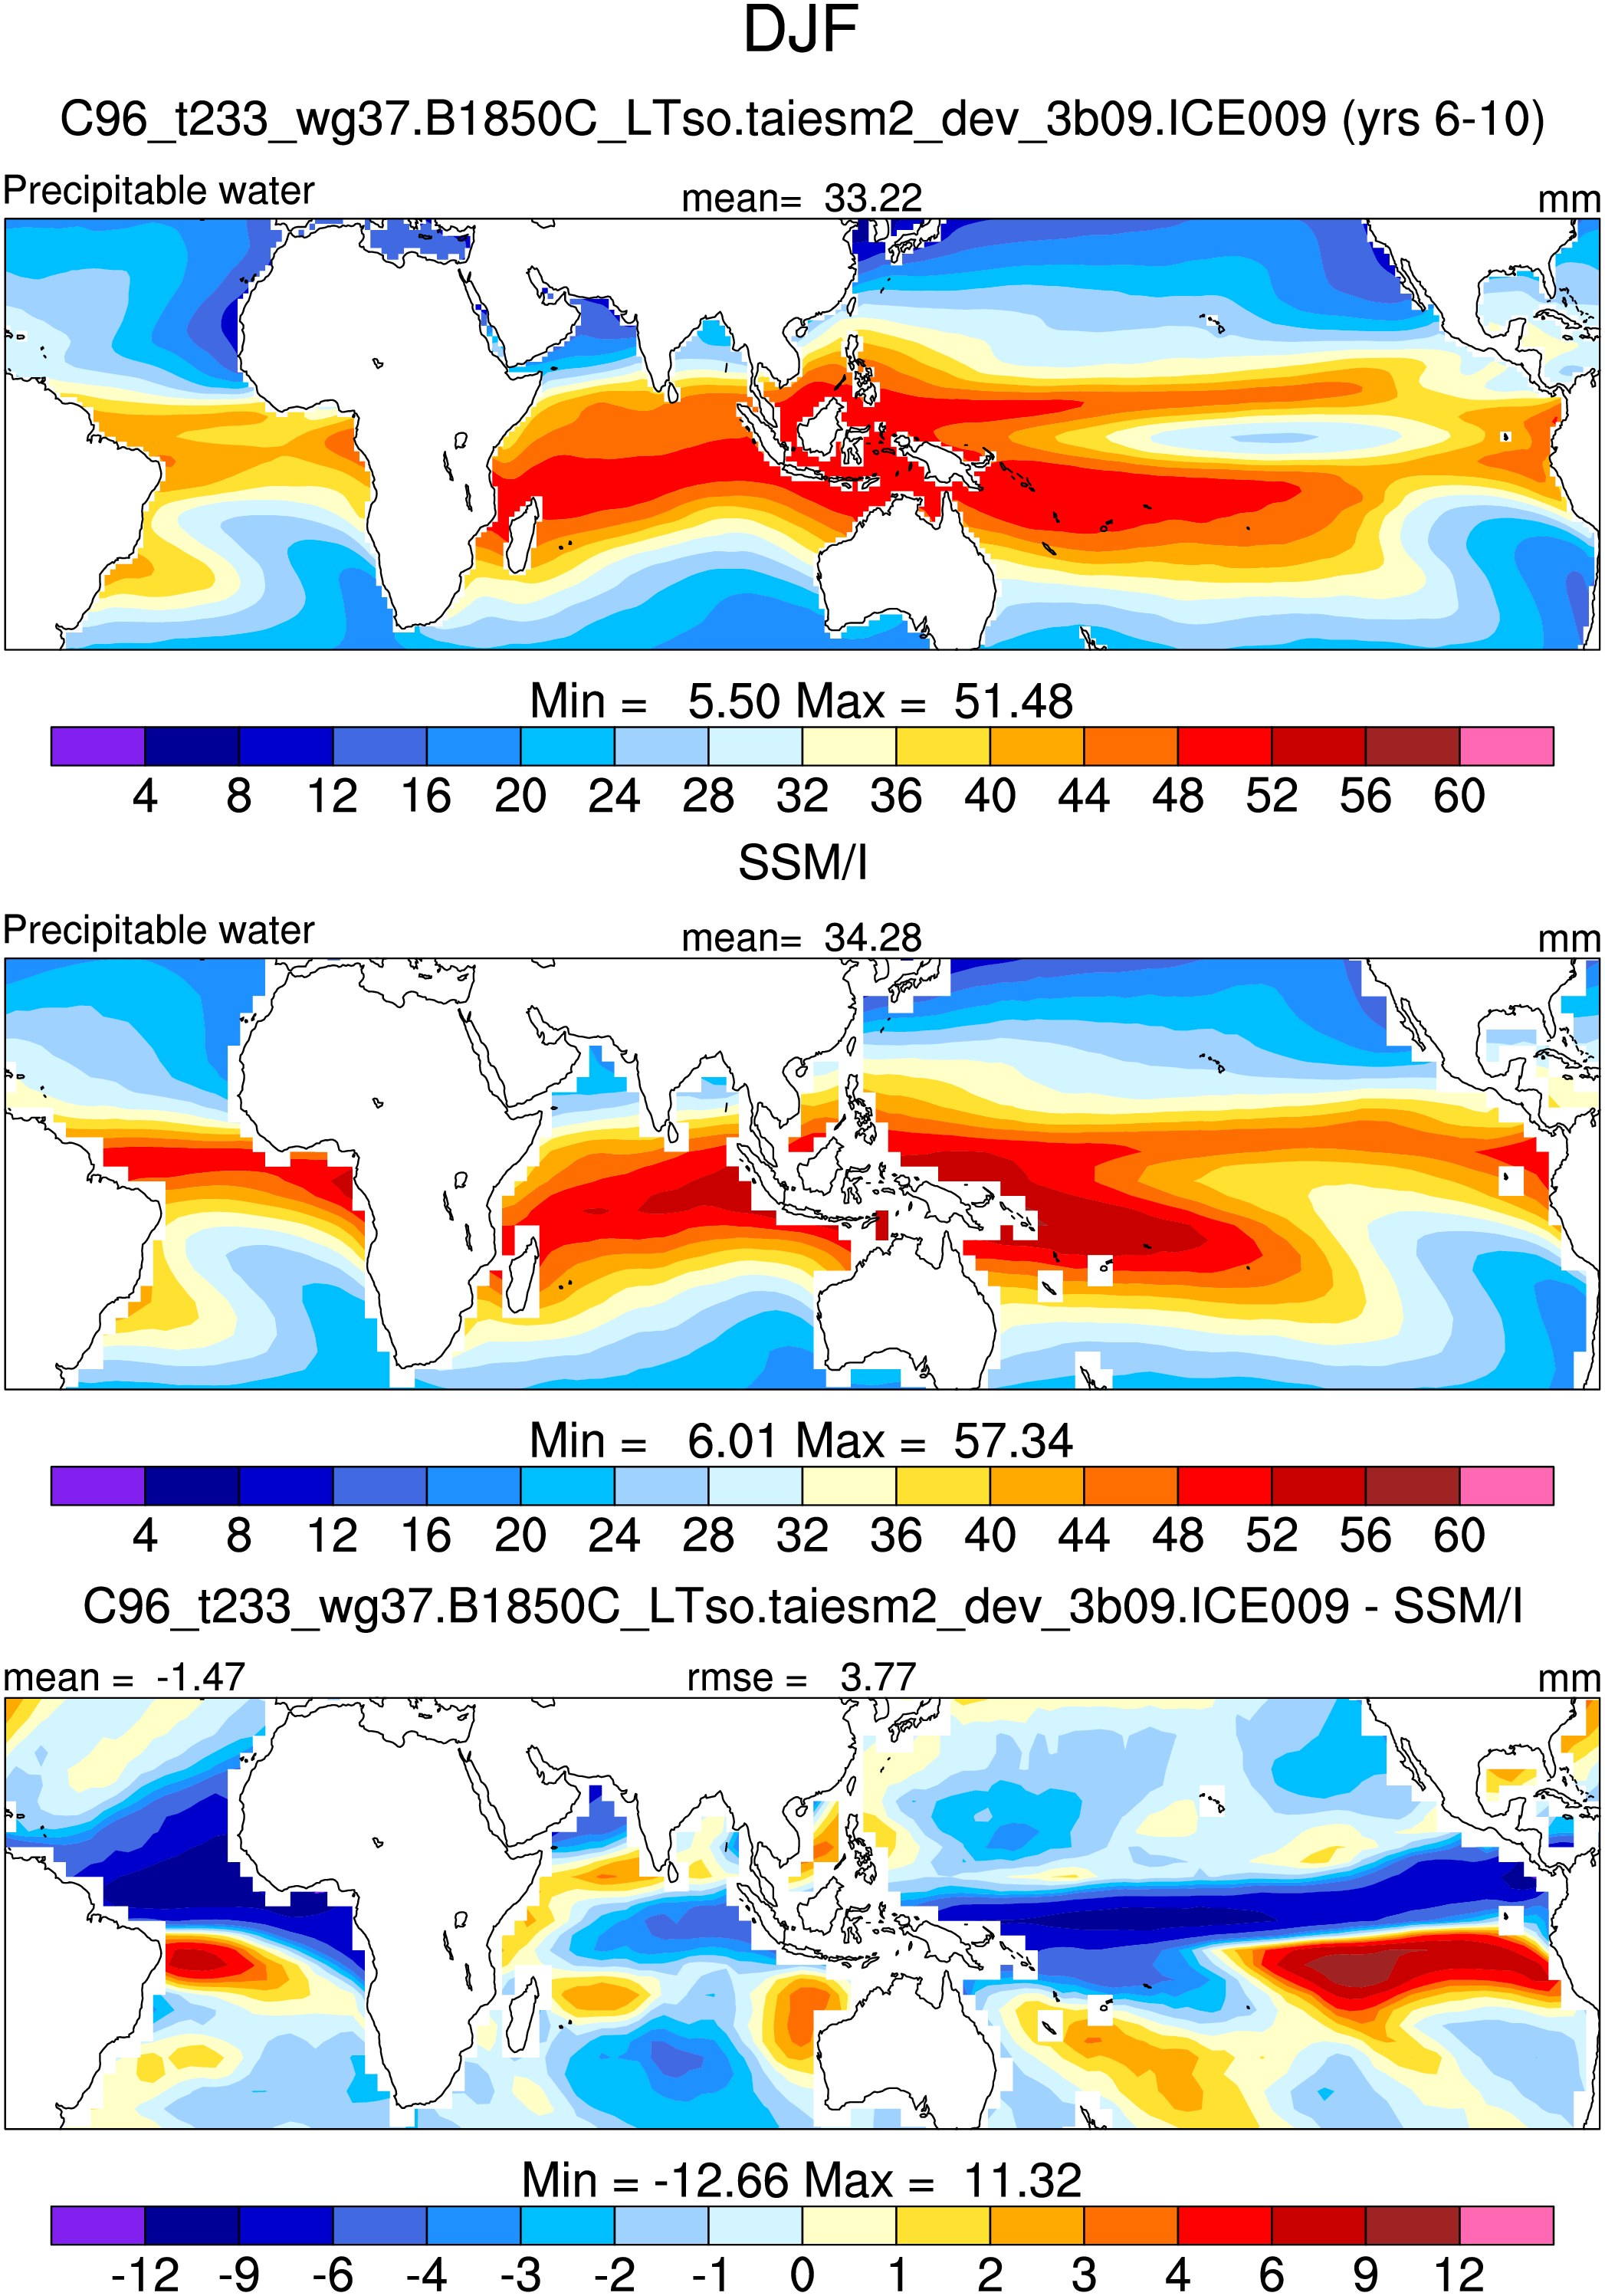 DJF
C96_t233_wg37.B1850C_LTso.taiesm2_dev_3b09.ICE009 (yrs 6-10)
Precipitable water mean= 33.22 mm
Min = 5.50 Max = 51.48
4 8 12 16 20 24 28 32 36 40 44 48 52 56 60
SSM/I
Precipitable water mean= 34.28 mm
Min = 6.01 Max = 57.34
4 8 12 16 20 24 28 32 36 40 44 48 52 56 60
C96_t233_wg37.B1850C_LTso.taiesm2_dev_3b09.ICE009 - SSM/I
mean = -1.47 rmse = 3.77 mm
Min = -12.66 Max = 11.32
-12 -9 -6 -4 -3 -2 -1 0 1 2 3 4 6 9 12